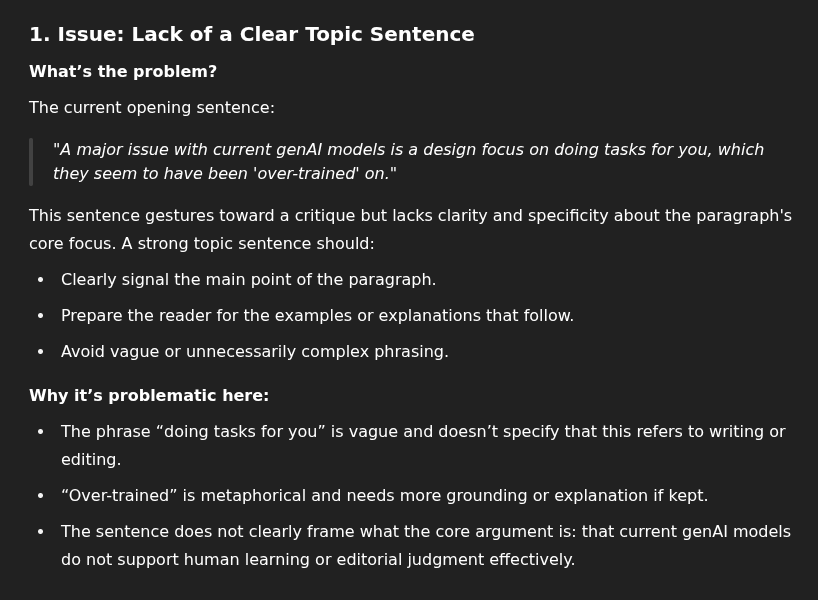 1. Issue: Lack of a Clear Topic Sentence
What’s the problem?
The current opening sentence:
"A major issue with current genAI models is a design focus on doing tasks for you, which
they seem to have been 'over-trained' on."
This sentence gestures toward a critique but lacks clarity and specificity about the paragraph's
core focus. A strong topic sentence should:
• Clearly signal the main point of the paragraph.
• Prepare the reader for the examples or explanations that follow.
• Avoid vague or unnecessarily complex phrasing.
Why it’s problematic here:
• The phrase “doing tasks for you” is vague and doesn’t specify that this refers to writing or
editing.
• “Over-trained” is metaphorical and needs more grounding or explanation if kept.
• The sentence does not clearly frame what the core argument is: that current genAI models
do not support human learning or editorial judgment effectively.